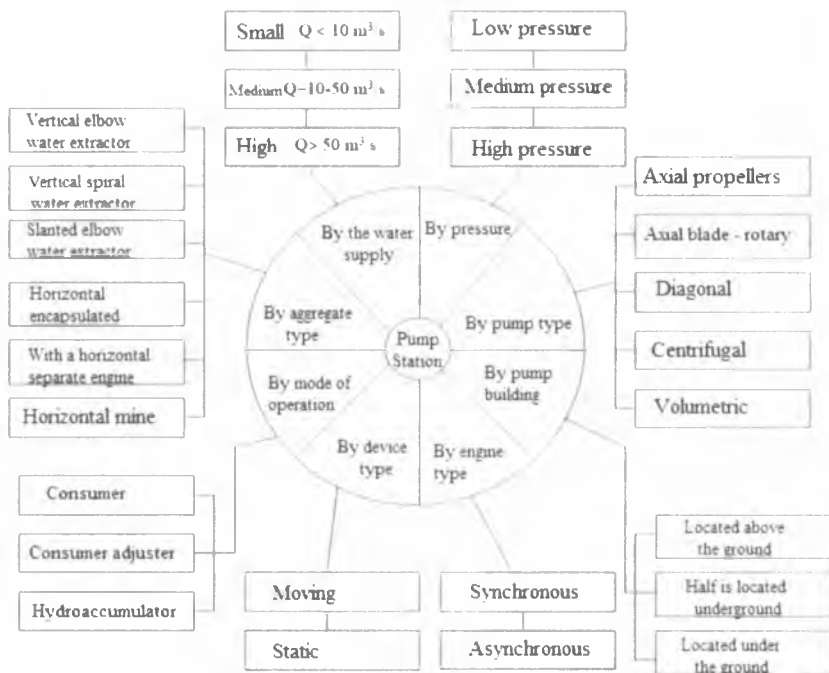 Small Q < 10 m³ s
Medium Q–10-50 m³ s
High Q> 50 m³ s
Low pressure
Medium pressure
High pressure
Vertical elbow
water extractor
Vertical spiral
water extractor
Slanted elbow
water extractor
Horizontal
encapsulated
With a horizontal
separate engine
Horizontal mine
By the water
supply
By pressure
By aggregate
type
By pump type
Pump
Station
By mode of
operation
By pump
building
By device
type
By engine
type
Axial propellers
Axual blade - rotary
Diagonal
Centrifugal
Volumetric
Consumer
Consumer adjuster
Hydroaccumulator
Moving
Static
Synchronous
Asynchronous
Located above
the ground
Half is located
underground
Located under
the ground